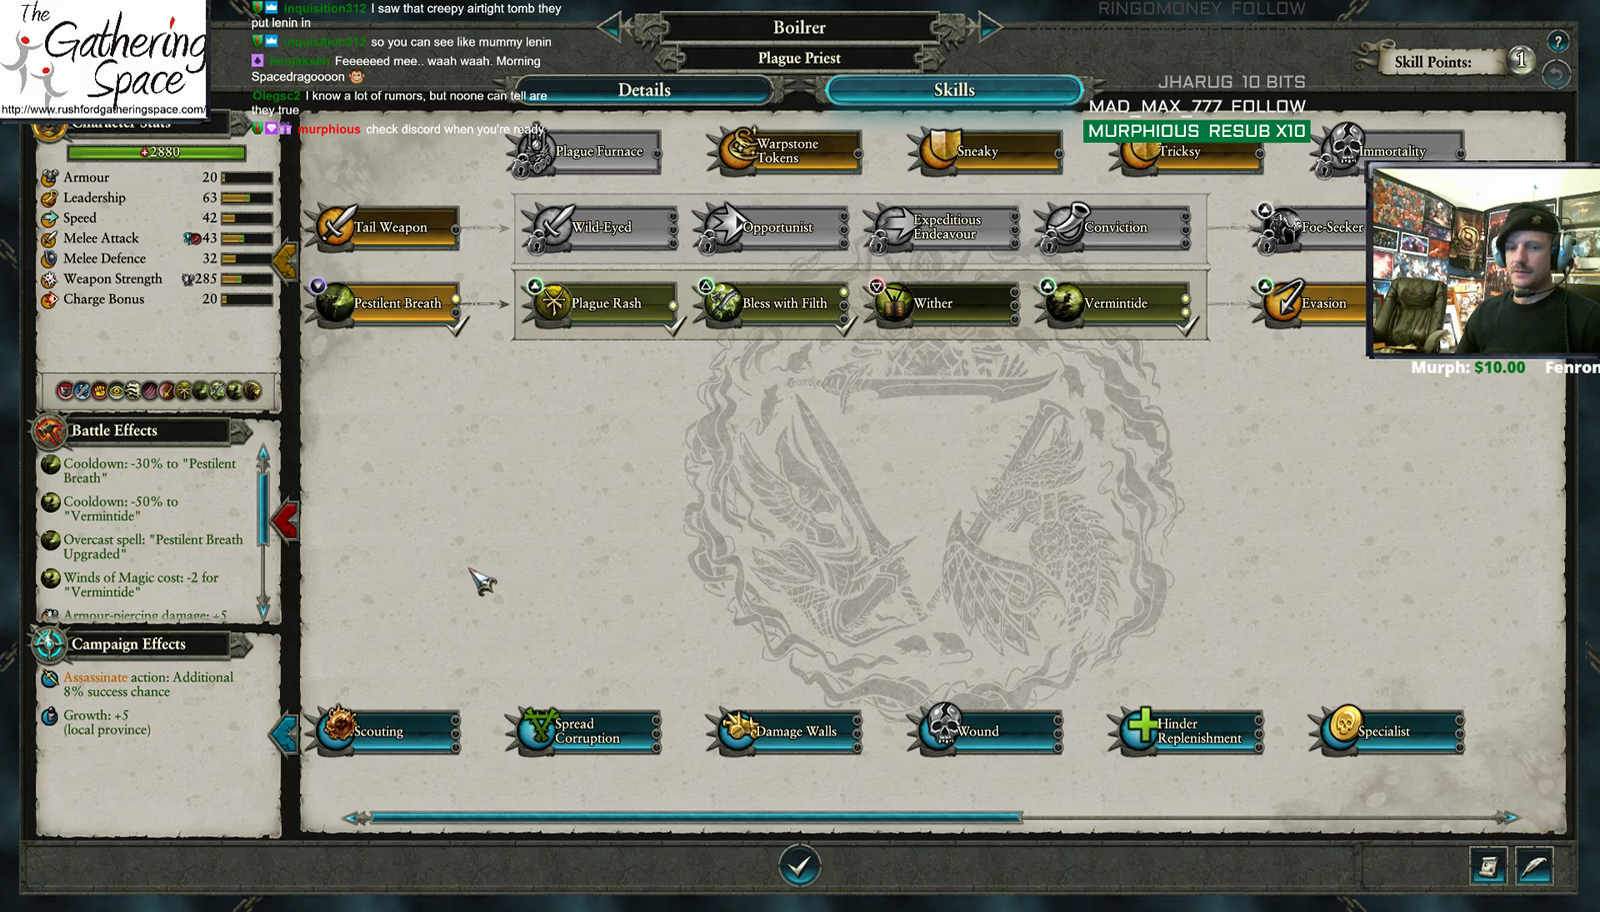 The
Gathering
Space
http://www.rushfordgatheringspace.com/
inquisition312 I saw that creepy airtight tomb they
put lenin in
inquisition312 so you can see like mummy lenin
Feeeeeed mee.. waah waah. Morning
Spacedragoooon
Olegsc2 I know a lot of rumors, but noone can tell are
they true
murphious check discord when you're ready
Boilrer
Plague Priest
Details
Skills
RINGOMONEY FOLLOW
Skill Points: 1
?
JHARUG 10 BITS
MAD_MAX_777 FOLLOW
MURPHIOUS RESUB X10
Character Stats
2880
Armour 20
Leadership 63
Speed 42
Melee Attack 43
Melee Defence 32
Weapon Strength 285
Charge Bonus 20
Plague Furnace
Warpstone
Tokens
Sneaky
Tricksy
Immortality
Tail Weapon
Wild-Eyed
Opportunist
Expeditious
Endeavour
Conviction
Foe-Seeker
Pestilent Breath
Plague Rash
Bless with Filth
Wither
Vermintide
Evasion
Murph: $10.00 Fenron
Battle Effects
Cooldown: -30% to "Pestilent
Breath"
Cooldown: -50% to
"Vermintide"
Overcast spell: "Pestilent Breath
Upgraded"
Winds of Magic cost: -2 for
"Vermintide"
Armour-piercing damage: +5
Campaign Effects
Assassinate action: Additional
8% success chance
Growth: +5
(local province)
Scouting
Spread
Corruption
Damage Walls
Wound
Hinder
Replenishment
Specialist